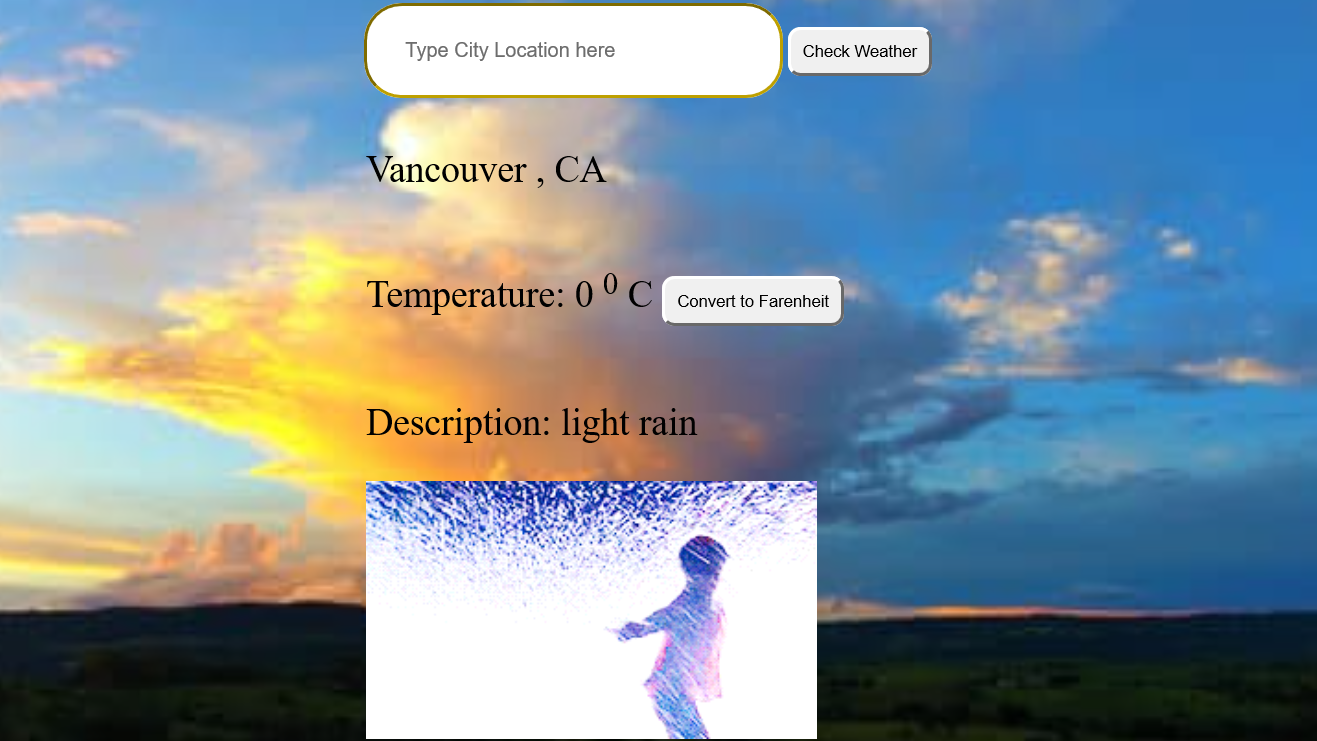 Type City Location here Check Weather
Vancouver , CA
Temperature: 0 0 C Convert to Farenheit
Description: light rain